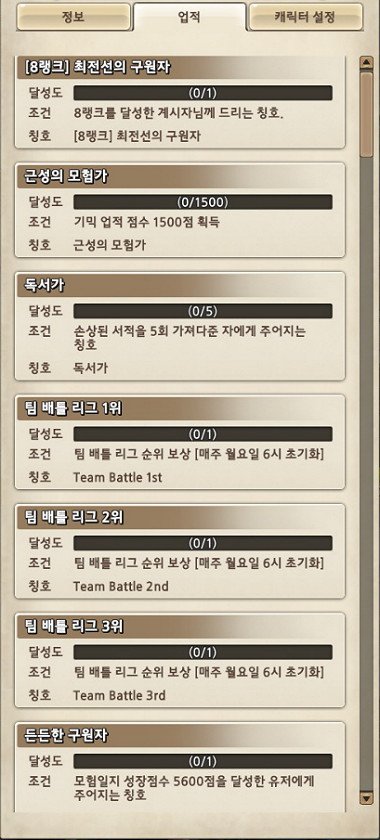 정보 업적 캐릭터 설정
[8랭크] 최전선의 구원자
달성도 (0/1)
조건 8랭크를 달성한 계시자님께 드리는 칭호.
칭호 [8랭크] 최전선의 구원자
근성의 모험가
달성도 (0/1500)
조건 기믹 업적 점수 1500점 획득
칭호 근성의 모험가
독서가
달성도 (0/5)
조건 손상된 서적을 5회 가져다준 자에게 주어지는
칭호
칭호 독서가
팀 배틀 리그 1위
달성도 (0/1)
조건 팀 배틀 리그 순위 보상 [매주 월요일 6시 초기화]
칭호 Team Battle 1st
팀 배틀 리그 2위
달성도 (0/1)
조건 팀 배틀 리그 순위 보상 [매주 월요일 6시 초기화]
칭호 Team Battle 2nd
팀 배틀 리그 3위
달성도 (0/1)
조건 팀 배틀 리그 순위 보상 [매주 월요일 6시 초기화]
칭호 Team Battle 3rd
든든한 구원자
달성도 (0/1)
조건 모험일지 성장점수 5600점을 달성한 유저에게
주어지는 칭호